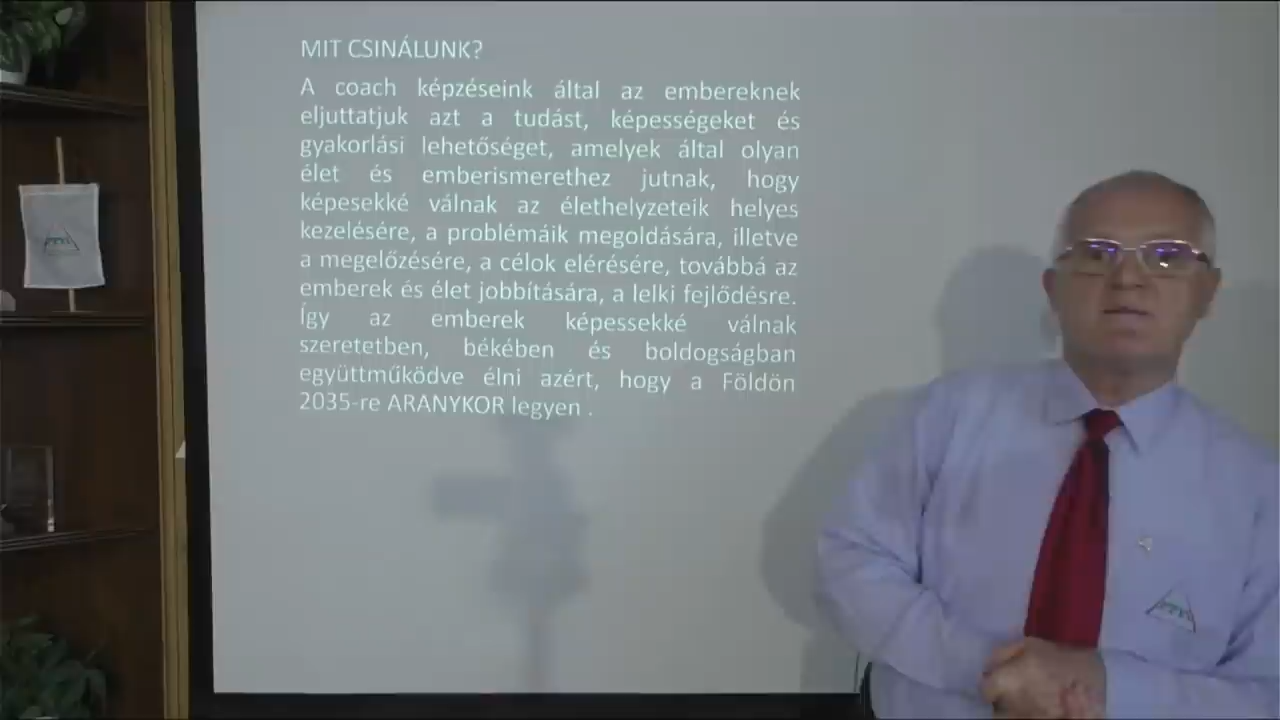 MIT CSINÁLUNK?
A coach képzéseink által az embereknek
eljuttatjuk azt a tudást, képességeket és
gyakorlási lehetőséget, amelyek által olyan
élet és emberismerethez jutnak, hogy
képesekké válnak az élethelyzeteik helyes
kezelésére, a problémáik megoldására, illetve
a megelőzésére, a célok elérésére, továbbá az
emberek és élet jobbítására, a lelki fejlődésre.
Így az emberek képessekké válnak
szeretetben, békében és boldogságban
együttműködve élni azért, hogy a Földön
2035-re ARANYKOR legyen .